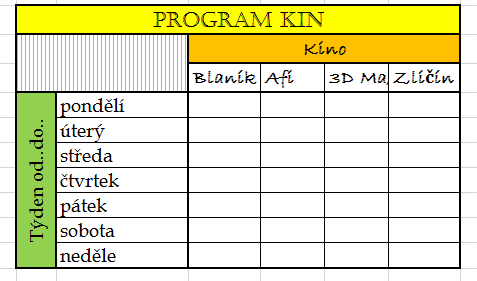 PROGRAM KIN
Kino
Blaník Afi 3D Ma Zličín
Týden od..do..
pondělí
úterý
středa
čtvrtek
pátek
sobota
neděle